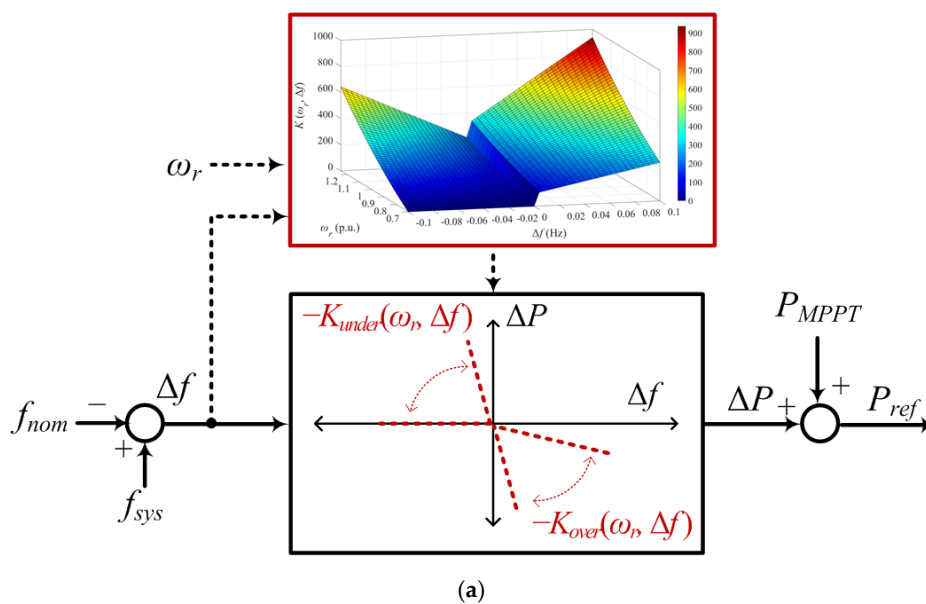 1000
800
600
400
200
0
K (ωr, Δf)
1.2
1.1
1
0.9
0.8
0.7
ωr (p.u.)
-0.1 -0.08 -0.06 -0.04 -0.02 0 0.02 0.04 0.06 0.08 0.1
Δf (Hz)
900
800
700
600
500
400
300
200
100
0
ωr
−Kunder(ωr, Δf)
ΔP
Δf
−Kover(ωr, Δf)
fnom
−
+
Δf
fsys
PMPPT
ΔP
+
+
Pref
(a)